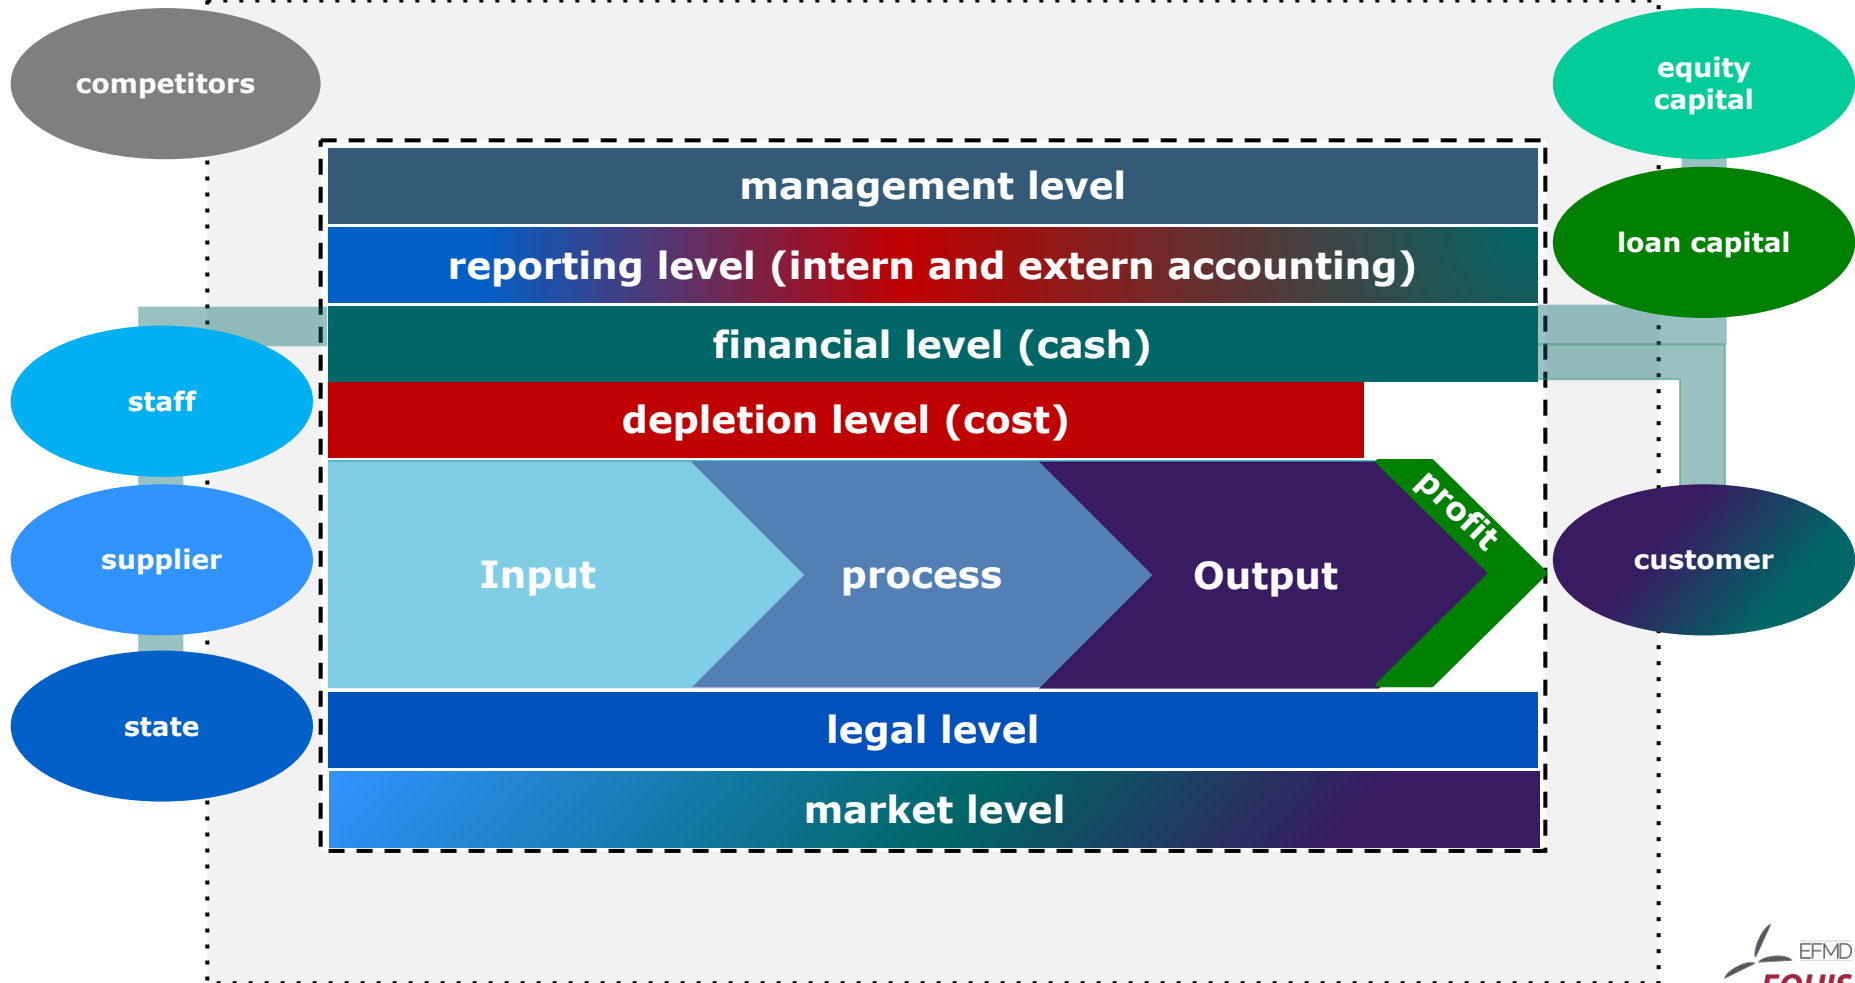 competitors
equity
capital
management level
loan capital
reporting level (intern and extern accounting)
financial level (cash)
staff
depletion level (cost)
profit
supplier
Input
process
Output
customer
state
legal level
market level
EFMD
EQUIS